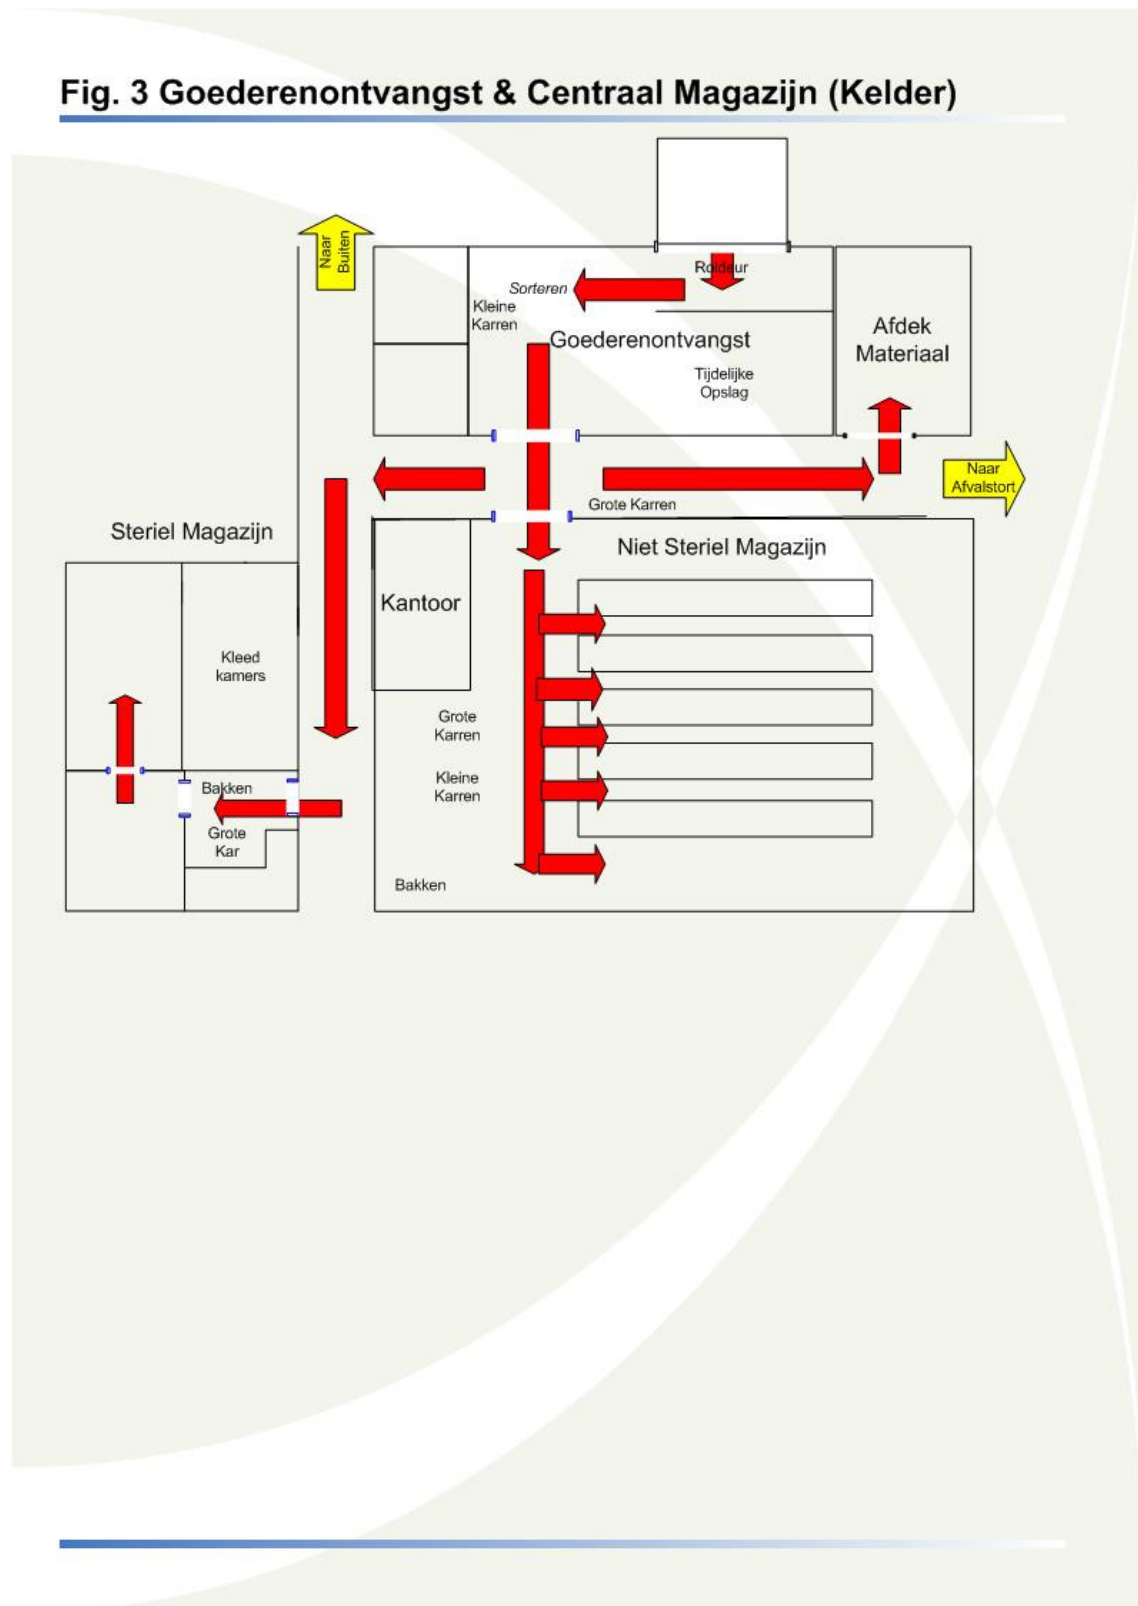 Fig. 3 Goederenontvangst & Centraal Magazijn (Kelder)
Naar
Buiten
Roldeur
Sorteren
Kleine
Karren
Goederenontvangst
Tijdelijke
Opslag
Afdek
Materiaal
Naar
Afvalstort
Grote Karren
Steriel Magazijn
Niet Steriel Magazijn
Kantoor
Kleed
kamers
Grote
Karren
Kleine
Karren
Bakken
Grote
Kar
Bakken